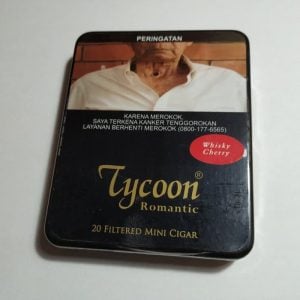 PERINGATAN
KARENA MEROKOK,
SAYA TERKENA KANKER TENGGOROKAN
LAYANAN BERHENTI MEROKOK (0800-177-6565)
Whisky
Cherry
Tycoon®
Romantic
20 FILTERED MINI CIGAR